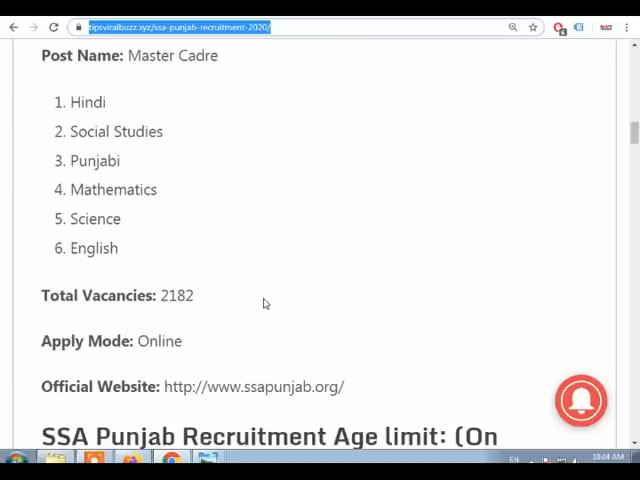 tipsviralbuzz.xyz/ssa-punjab-recruitment-2020/
Post Name: Master Cadre
1. Hindi
2. Social Studies
3. Punjabi
4. Mathematics
5. Science
6. English
Total Vacancies: 2182
Apply Mode: Online
Official Website: http://www.ssapunjab.org/
SSA Punjab Recruitment Age limit: (On
EN
10:04 AM